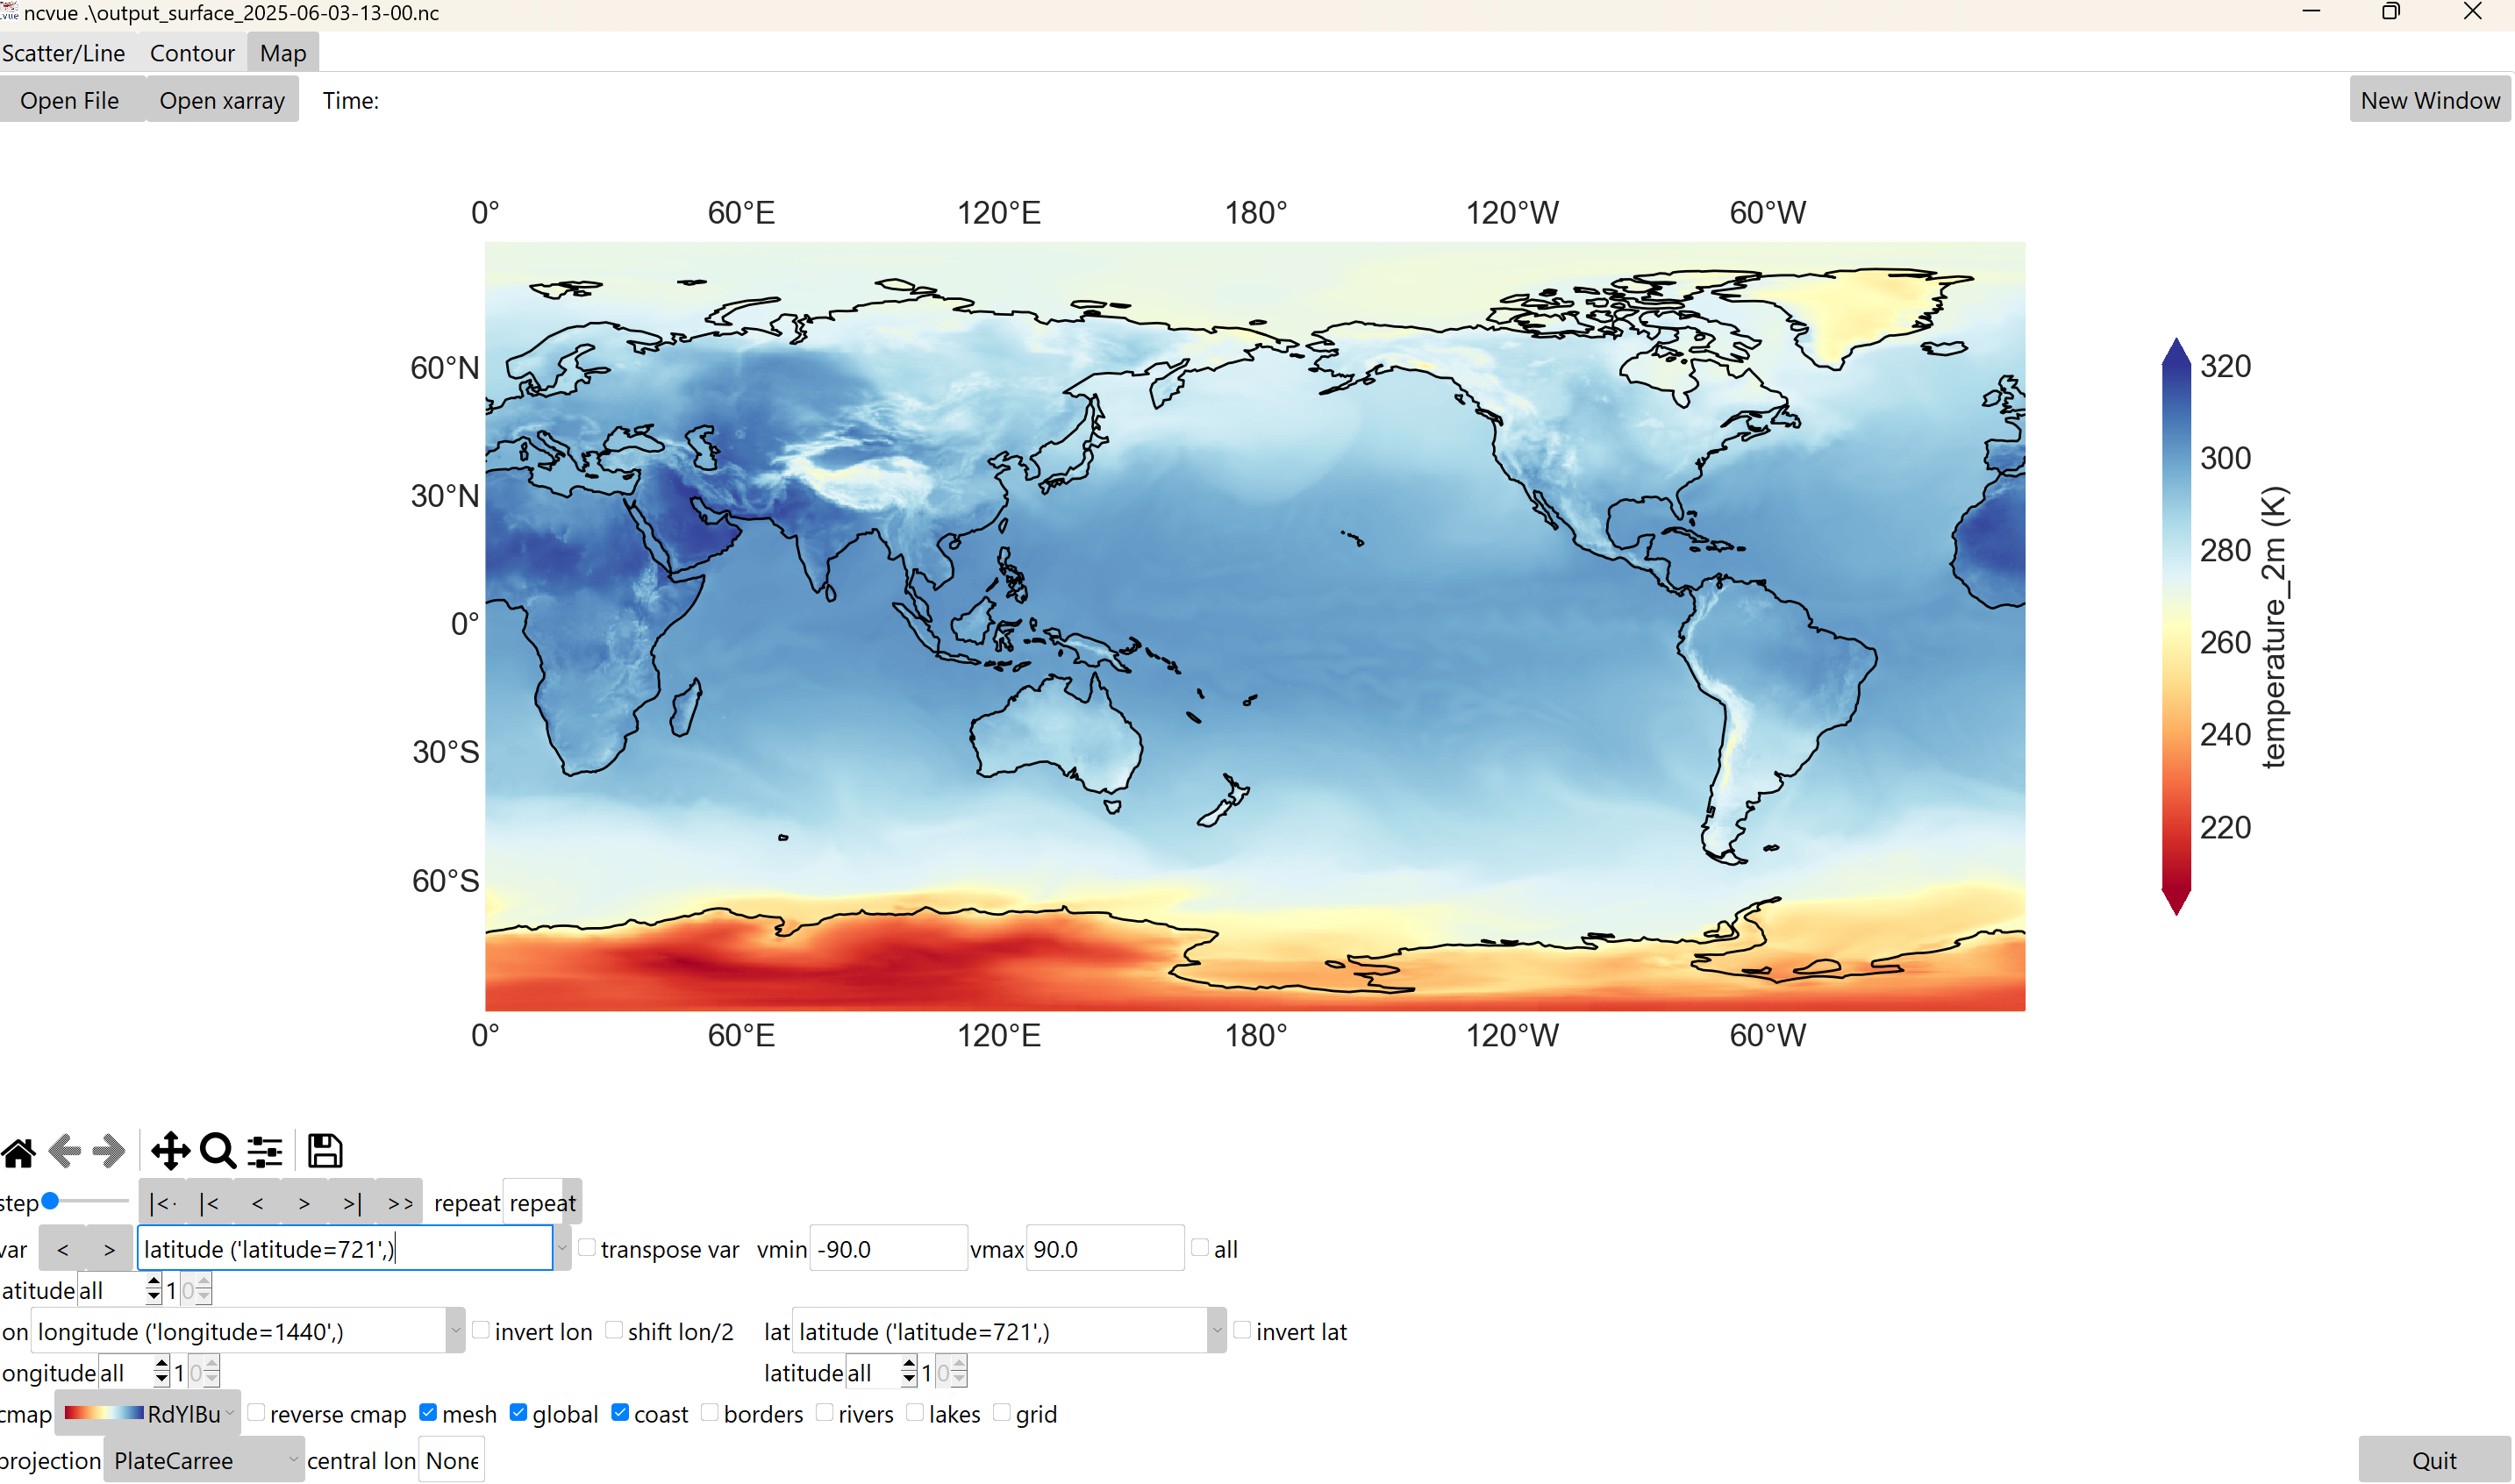 ncvue .\output_surface_2025-06-03-13-00.nc
Scatter/Line Contour Map
Open File Open xarray Time: New Window
0° 60°E 120°E 180° 120°W 60°W
60°N
30°N
0°
30°S
60°S
0° 60°E 120°E 180° 120°W 60°W
320
300
280
260
240
220
temperature_2m (K)
step |<· |< < > >| >> repeat repeat
var < > latitude ('latitude=721',) transpose var vmin -90.0 vmax 90.0 all
atitude all 1 0
on longitude ('longitude=1440',) invert lon shift lon/2 lat latitude ('latitude=721',) invert lat
ongitude all 1 0 latitude all 1 0
cmap RdYlBu reverse cmap mesh global coast borders rivers lakes grid
projection PlateCarree central lon None
Quit